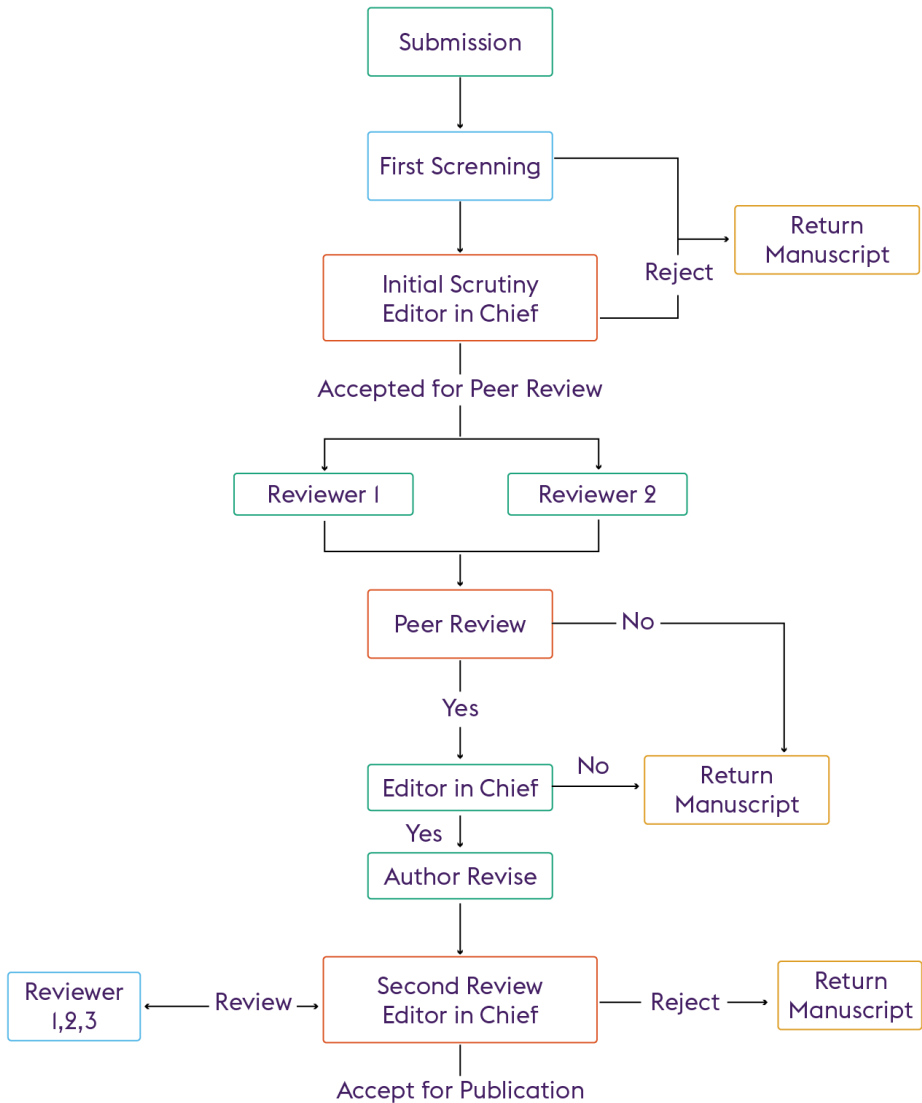 Submission
First Screnning
Return
Manuscript
Reject
Initial Scrutiny
Editor in Chief
Accepted for Peer Review
Reviewer 1
Reviewer 2
Peer Review
No
Yes
Editor in Chief
No
Return
Manuscript
Yes
Author Revise
Reviewer
1,2,3
Review
Second Review
Editor in Chief
Reject
Return
Manuscript
Accept for Publication